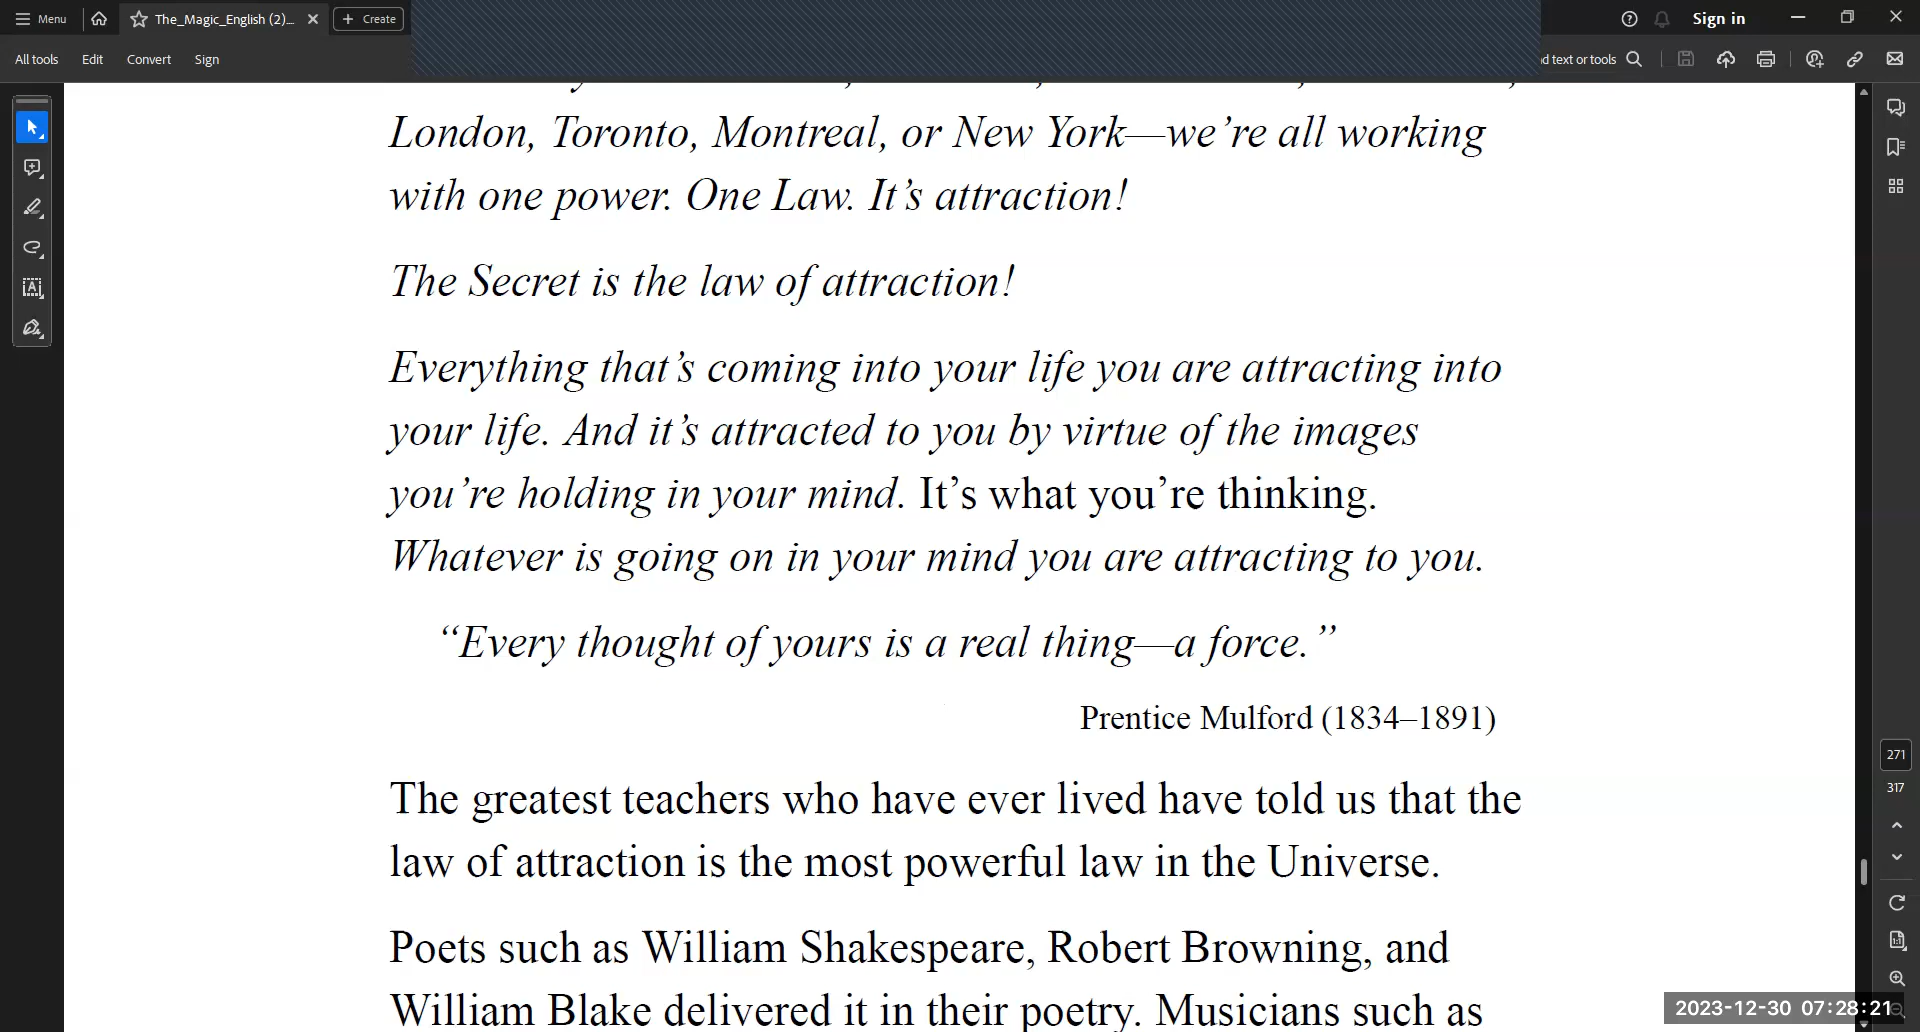 Menu
The_Magic_English (2)...
Create
Sign in
All tools
Edit
Convert
Sign
text or tools
London, Toronto, Montreal, or New York—we’re all working
with one power. One Law. It’s attraction!
The Secret is the law of attraction!
Everything that’s coming into your life you are attracting into
your life. And it’s attracted to you by virtue of the images
you’re holding in your mind. It’s what you’re thinking.
Whatever is going on in your mind you are attracting to you.
“Every thought of yours is a real thing—a force.”
Prentice Mulford (1834–1891)
The greatest teachers who have ever lived have told us that the
law of attraction is the most powerful law in the Universe.
Poets such as William Shakespeare, Robert Browning, and
William Blake delivered it in their poetry. Musicians such as
271
317
2023-12-30 07:28:21